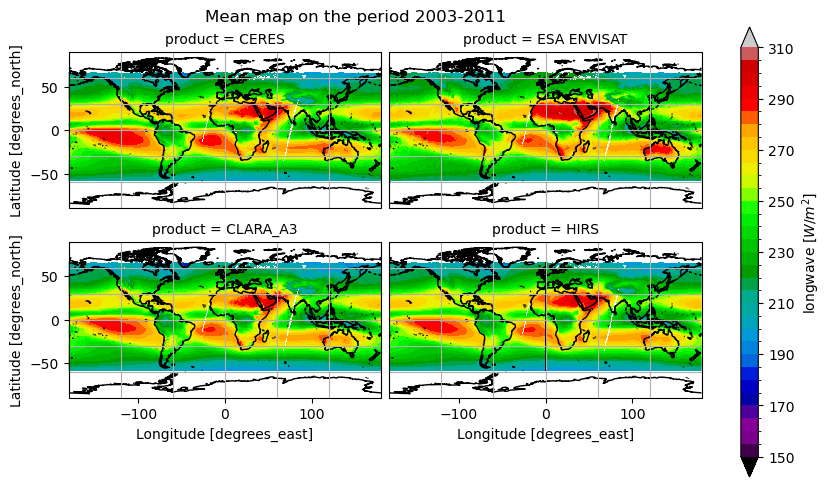 Mean map on the period 2003-2011
product = CERES
product = ESA ENVISAT
Latitude [degrees_north]
50
0
−50
product = CLARA_A3
product = HIRS
Latitude [degrees_north]
50
0
−50
−100
0
100
−100
0
100
Longitude [degrees_east]
Longitude [degrees_east]
310
290
270
250
230
210
190
170
150
longwave [W/m²]